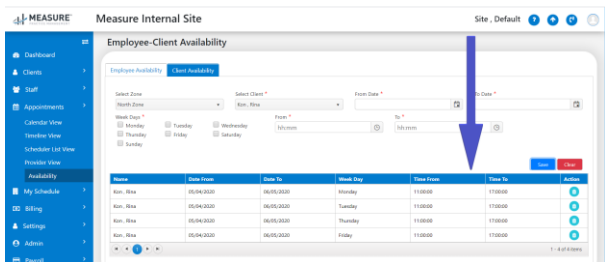 MEASURE
Measure Internal Site
Site , Default
Employee-Client Availability
Dashboard
Clients
Staff
Appointments
Calendar View
Timeline View
Scheduler List View
Provider View
Availability
My Schedule
Billing
Settings
Admin
Payroll
Employee Availability Client Availability
Select Zone Select Client * From Date * To Date *
North Zone Kon , Rina
Week Days * From * To *
Monday Tuesday Wednesday hh:mm hh:mm
Thursday Friday Saturday
Sunday
Save Clear
Name Date From Date To Week Day Time From Time To Action
Kon , Rina 05/04/2020 06/05/2020 Monday 11:00:00 17:00:00
Kon , Rina 05/04/2020 06/05/2020 Tuesday 11:00:00 17:00:00
Kon , Rina 05/04/2020 06/05/2020 Thursday 11:00:00 17:00:00
Kon , Rina 05/04/2020 06/05/2020 Friday 11:00:00 17:00:00
1
1 - 4 of 4 items